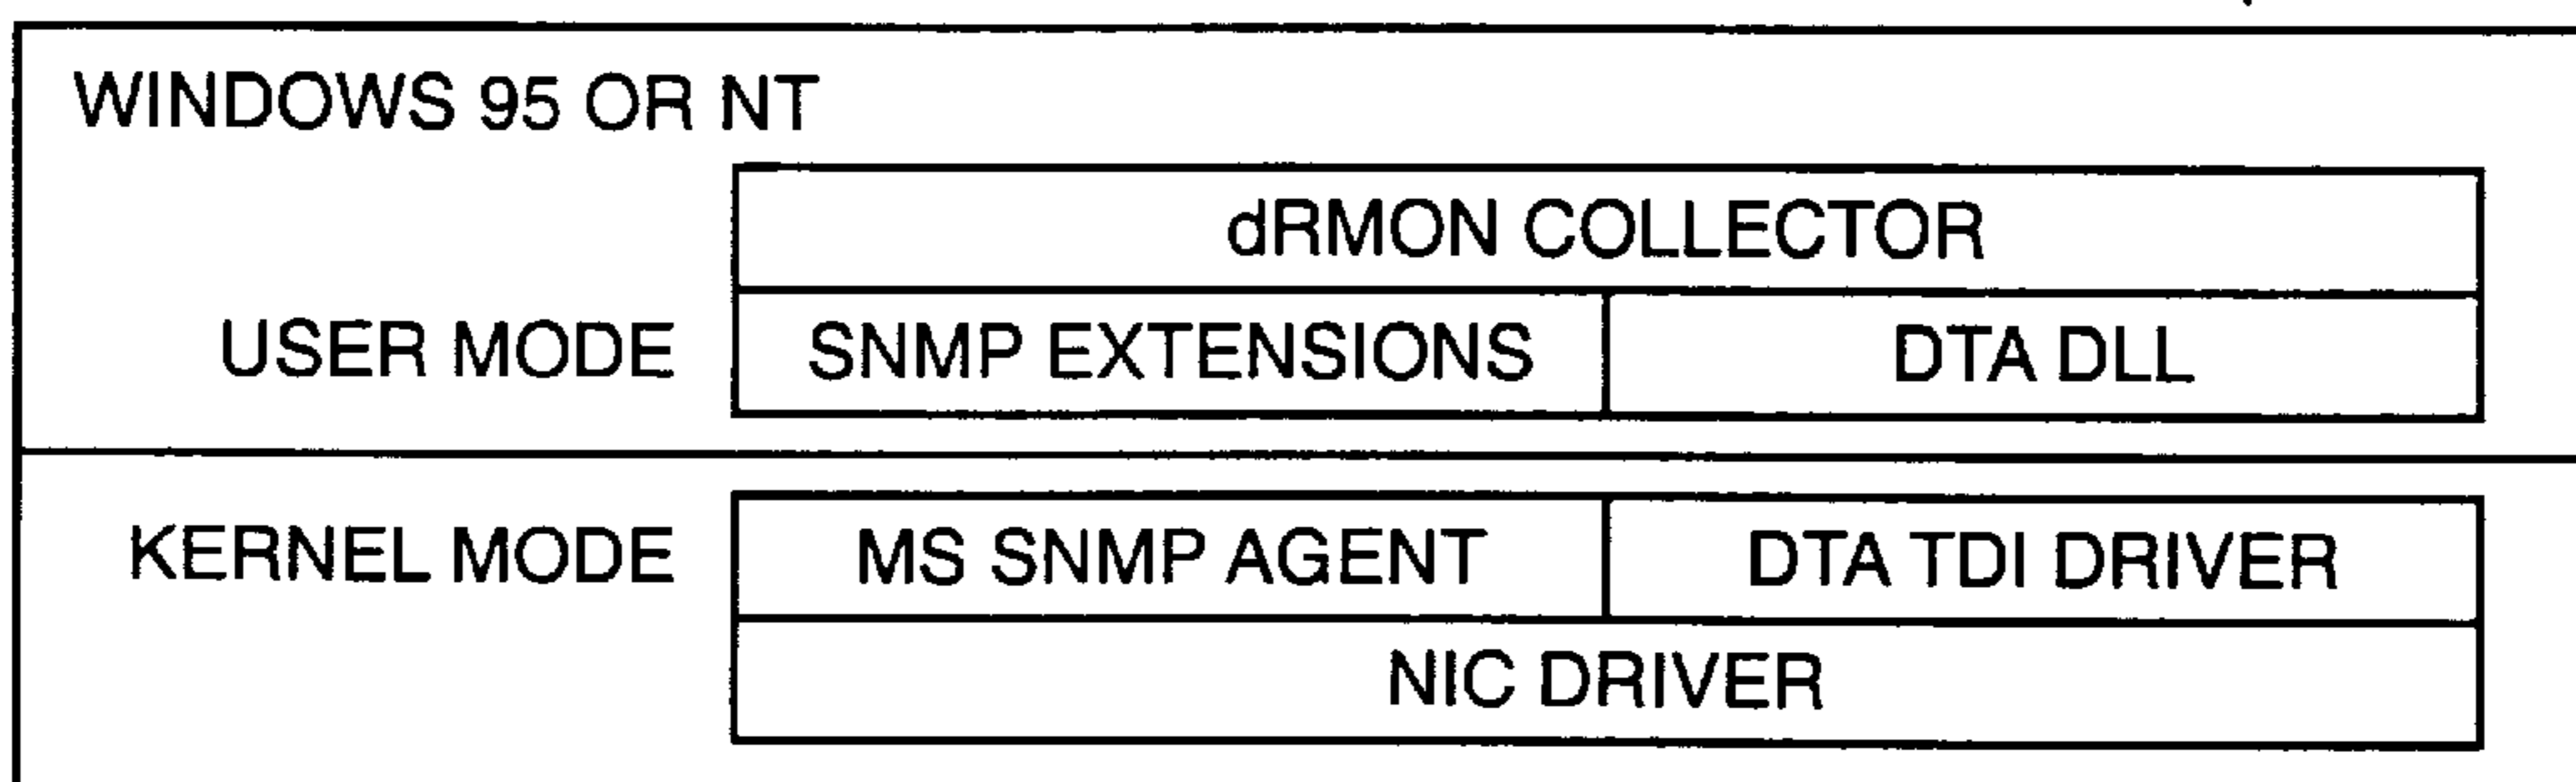 WINDOWS 95 OR NT
dRMON COLLECTOR
USER MODE
SNMP EXTENSIONS
DTA DLL
KERNEL MODE
MS SNMP AGENT
DTA TDI DRIVER
NIC DRIVER